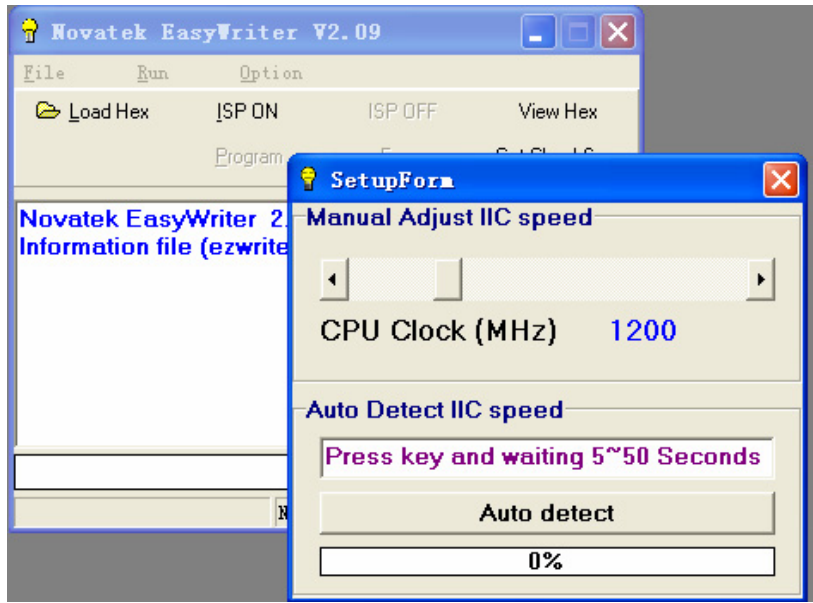 Novatek EasyWriter V2.09
File Run Option
Load Hex ISP ON ISP OFF View Hex
Program
Novatek EasyWriter 2.
Information file (ezwrite
SetupForm
Manual Adjust IIC speed
CPU Clock (MHz) 1200
Auto Detect IIC speed
Press key and waiting 5~50 Seconds
Auto detect
0%